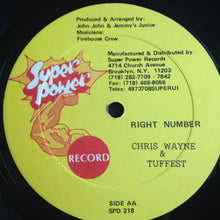 Produced & Arranged by:
John John & Jammy's Junior
Musicians:
Firehouse Crew
Manufactured & Distributed by
Super Power Records
4714 Church Avenue
Brooklyn, N.Y. 11203
(718) 282-7709 - 7842
Fax: (718) 469-8056
Telex: 4973708SUPERUI
Super
Power
RECORD
RIGHT NUMBER
CHRIS WAYNE
&
TUFFEST
SIDE AA
SPD 218